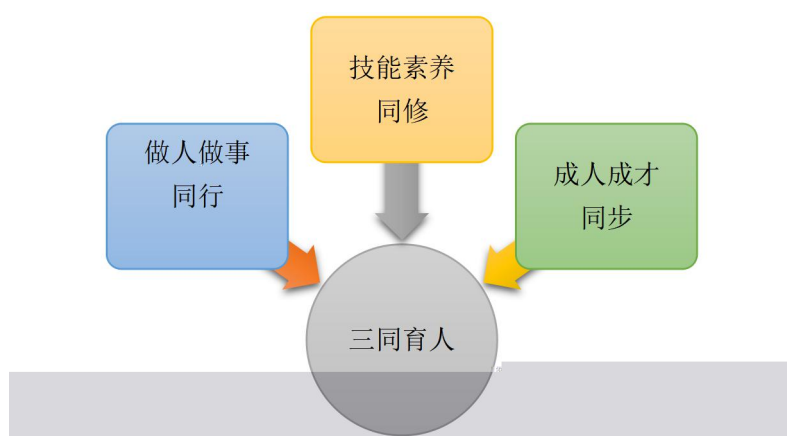 技能素养
同修
做人做事
同行
成人成才
同步
三同育人